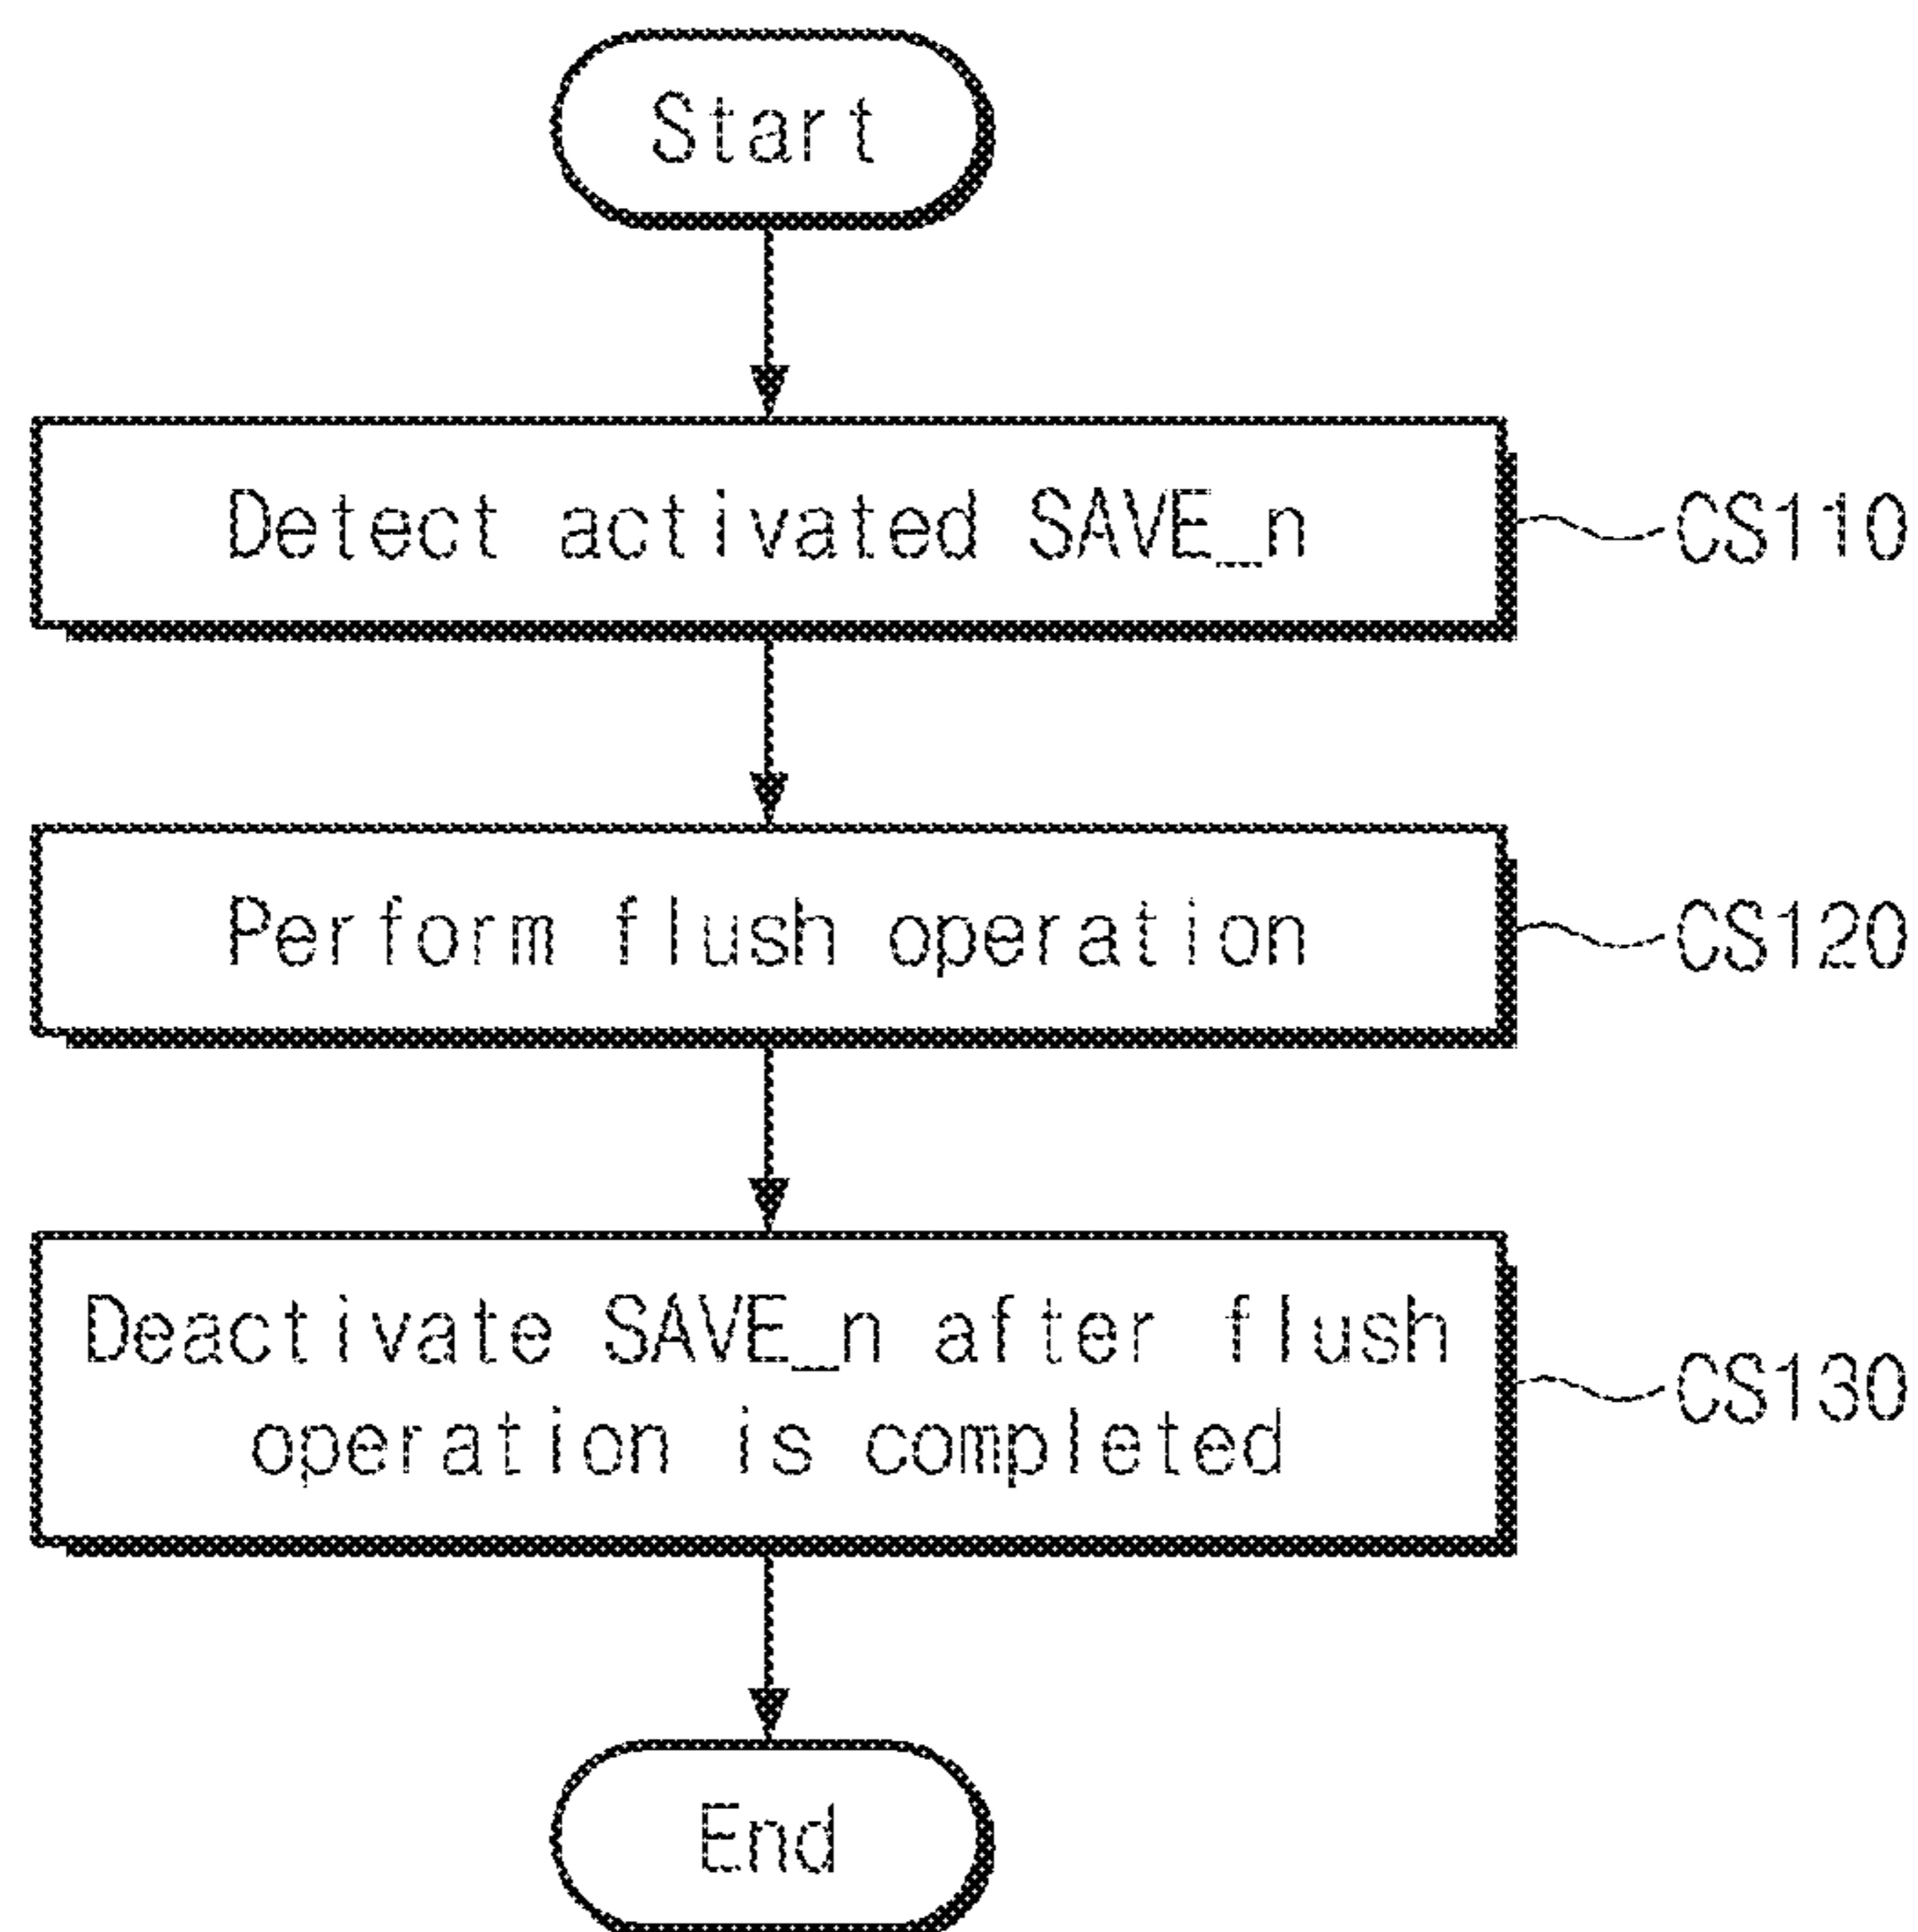 Start
Detect activated SAVE_n
CS110
Perform flush operation
CS120
Deactivate SAVE_n after flush
operation is completed
CS130
End